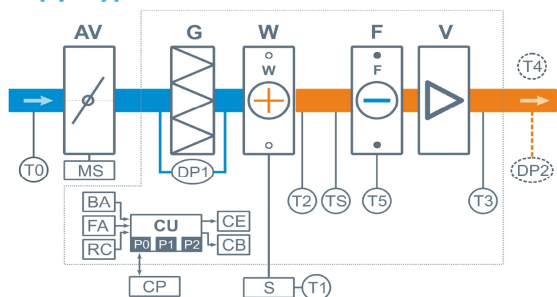 AV G W F V
W F T4
T0 MS DP1 T2 TS T5 T3 DP2
BA
FA CU CE
RC P0 P1 P2 CB
CP S T1